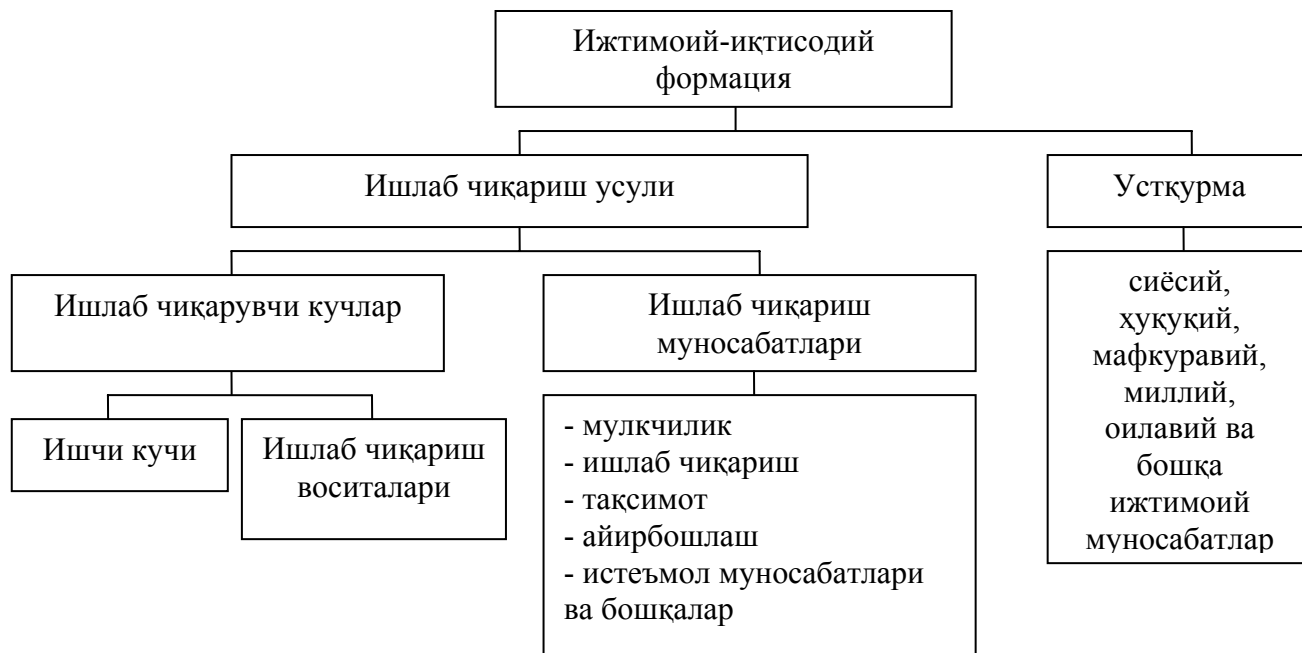 Ижтимоий-иқтисодий
формация
Ишлаб чиқариш усули
Устқурма
Ишлаб чиқарувчи кучлар
Ишлаб чиқариш
муносабатлари
сиёсий,
ҳуқуқий,
мафкуравий,
миллий,
оилавий ва
бошқа
ижтимоий
муносабатлар
Ишчи кучи
Ишлаб чиқариш
воситалари
- мулкчилик
- ишлаб чиқариш
- тақсимот
- айирбошлаш
- истеъмол муносабатлари
ва бошқалар